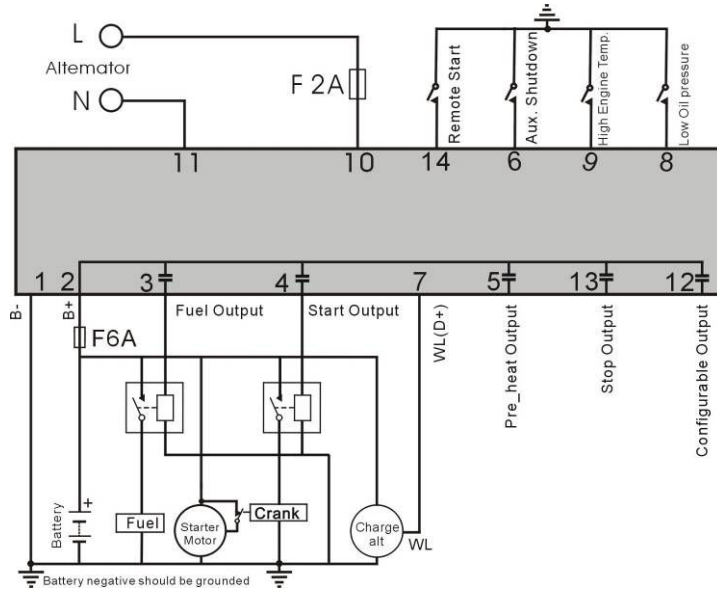 L
Altemator
N
F 2A
Remote Start
Aux. Shutdown
High Engine Temp.
Low Oil pressure
11
10
14
6
9
8
1
2
3
4
7
5
13
12
B-
B+
Fuel Output
Start Output
WL(D+)
Pre_heat Output
Stop Output
Configurable Output
F6A
Battery
+
Fuel
Starter
Motor
Crank
Charge
alt
WL
Battery negative should be grounded